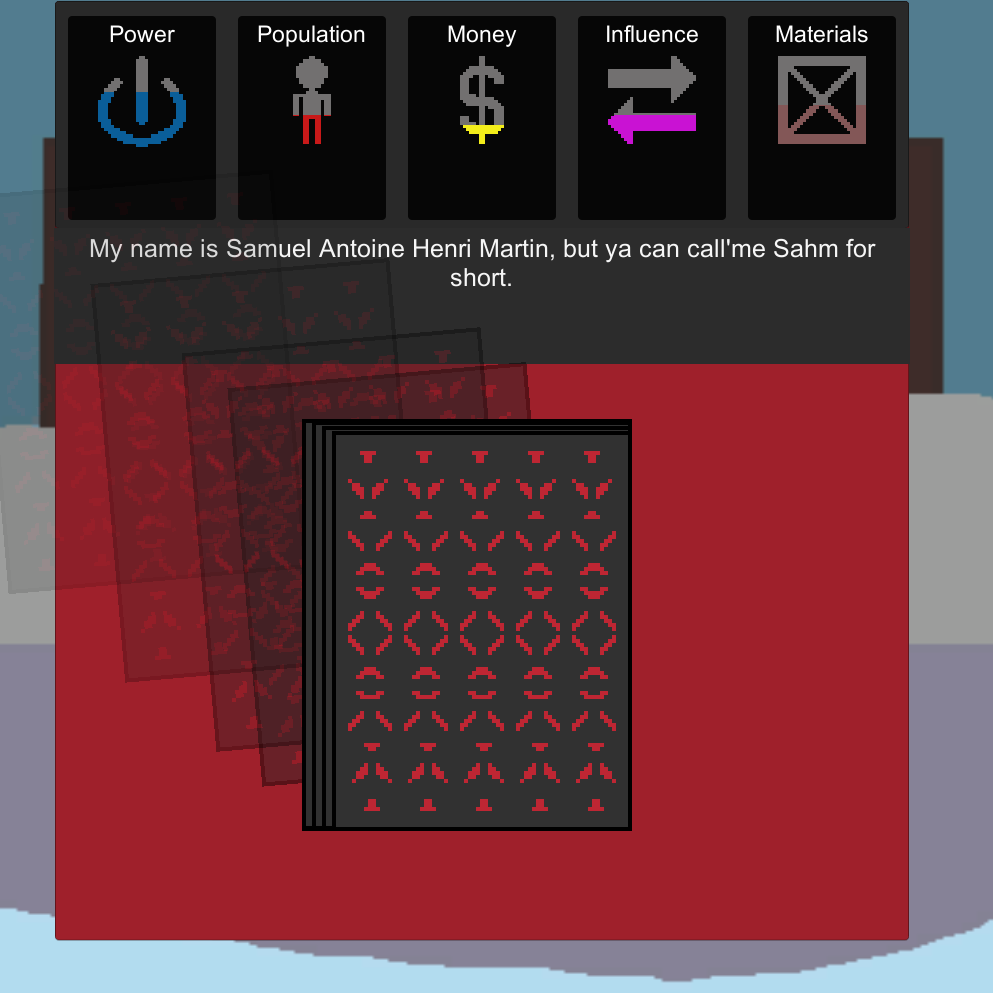 Power Population Money Influence Materials
My name is Samuel Antoine Henri Martin, but ya can call'me Sahm for
short.